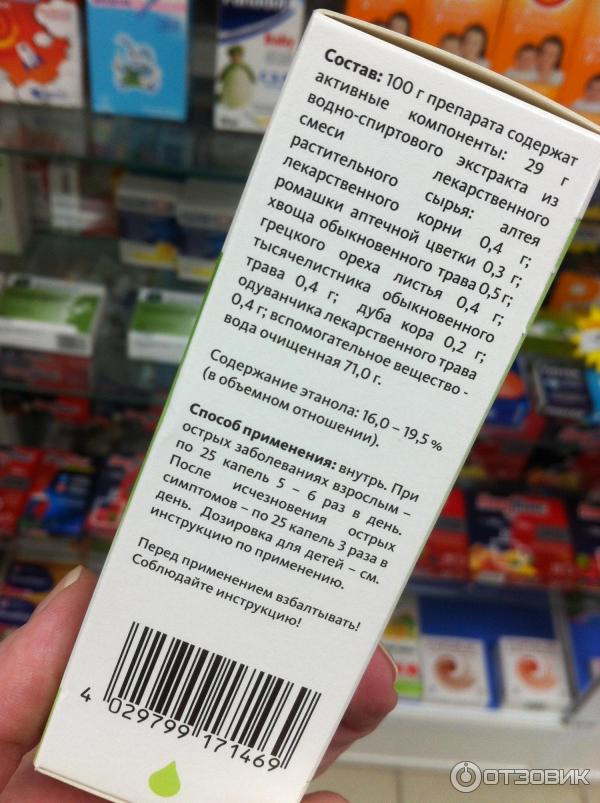 Состав: 100 г препарата содержат
активные компоненты: 29 г
водно-спиртового экстракта из
смеси лекарственного
растительного сырья: алтея
лекарственного корни 0,4 г;
ромашки аптечной цветки 0,3 г;
хвоща обыкновенного трава 0,5 г;
грецкого ореха листья 0,4 г;
тысячелистника обыкновенного
трава 0,4 г; дуба кора 0,2 г;
одуванчика лекарственного трава
0,4 г; вспомогательное вещество -
вода очищенная 71,0 г.
Содержание этанола: 16,0 – 19,5 %
(в объемном отношении).
Способ применения: внутрь. При
острых заболеваниях взрослым –
по 25 капель 5 – 6 раз в день.
После исчезновения острых
симптомов – по 25 капель 3 раза в
день. Дозировка для детей – см.
инструкцию по применению.
Перед применением взбалтывать!
Соблюдайте инструкцию!
4 029799 171469
ОТЗОВИК